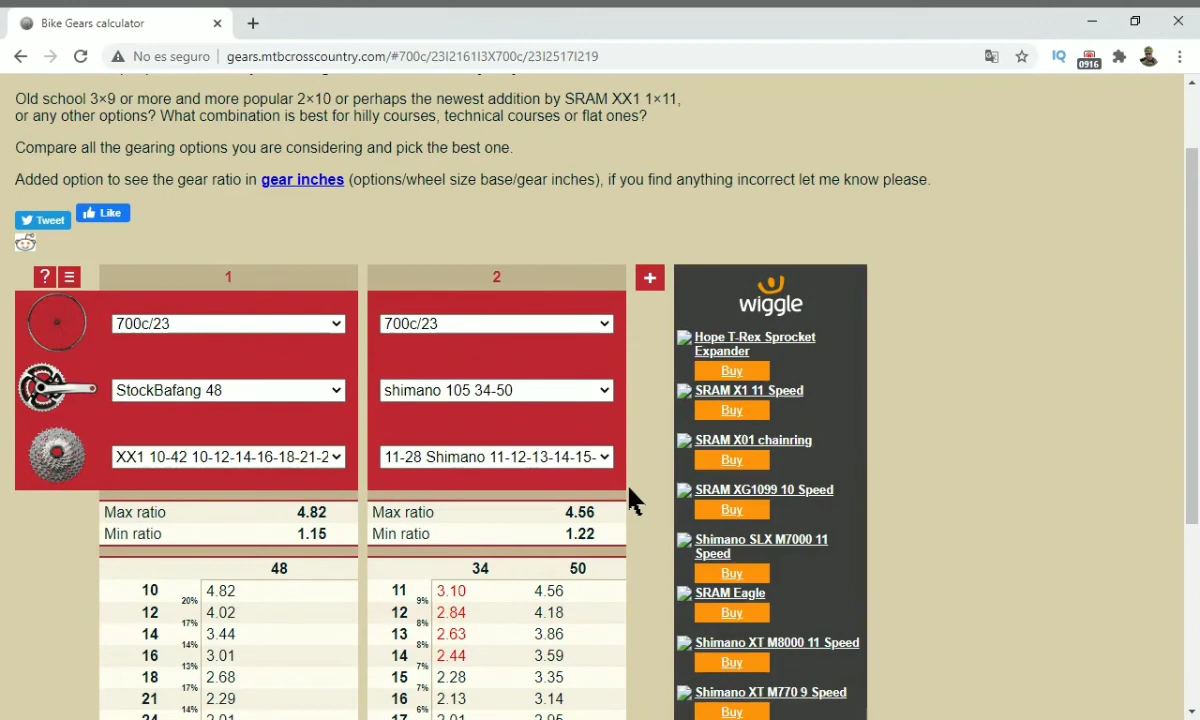 Bike Gears calculator
No es seguro gears.mtbcrosscountry.com/#700c/23I2161I3X700c/23I2517I219
IQ
0916
Old school 3×9 or more and more popular 2×10 or perhaps the newest addition by SRAM XX1 1×11,
or any other options? What combination is best for hilly courses, technical courses or flat ones?
Compare all the gearing options you are considering and pick the best one.
Added option to see the gear ratio in gear inches (options/wheel size base/gear inches), if you find anything incorrect let me know please.
Tweet Like
? 1 2 +
700c/23 700c/23
StockBafang 48 shimano 105 34-50
XX1 10-42 10-12-14-16-18-21-2 11-28 Shimano 11-12-13-14-15-
Max ratio 4.82 Max ratio 4.56
Min ratio 1.15 Min ratio 1.22
48 34 50
10 4.82 11 3.10 4.56
20% 9%
12 4.02 12 2.84 4.18
17% 8%
14 3.44 13 2.63 3.86
14% 8%
16 3.01 14 2.44 3.59
13% 7%
18 2.68 15 2.28 3.35
17% 7%
21 2.29 16 2.13 3.14
14% 6%
24 2.01 17 2.01 2.95
wiggle
Hope T-Rex Sprocket
Expander
Buy
SRAM X1 11 Speed
Buy
SRAM X01 chainring
Buy
SRAM XG1099 10 Speed
Buy
Shimano SLX M7000 11
Speed
Buy
SRAM Eagle
Buy
Shimano XT M8000 11 Speed
Buy
Shimano XT M770 9 Speed
Buy